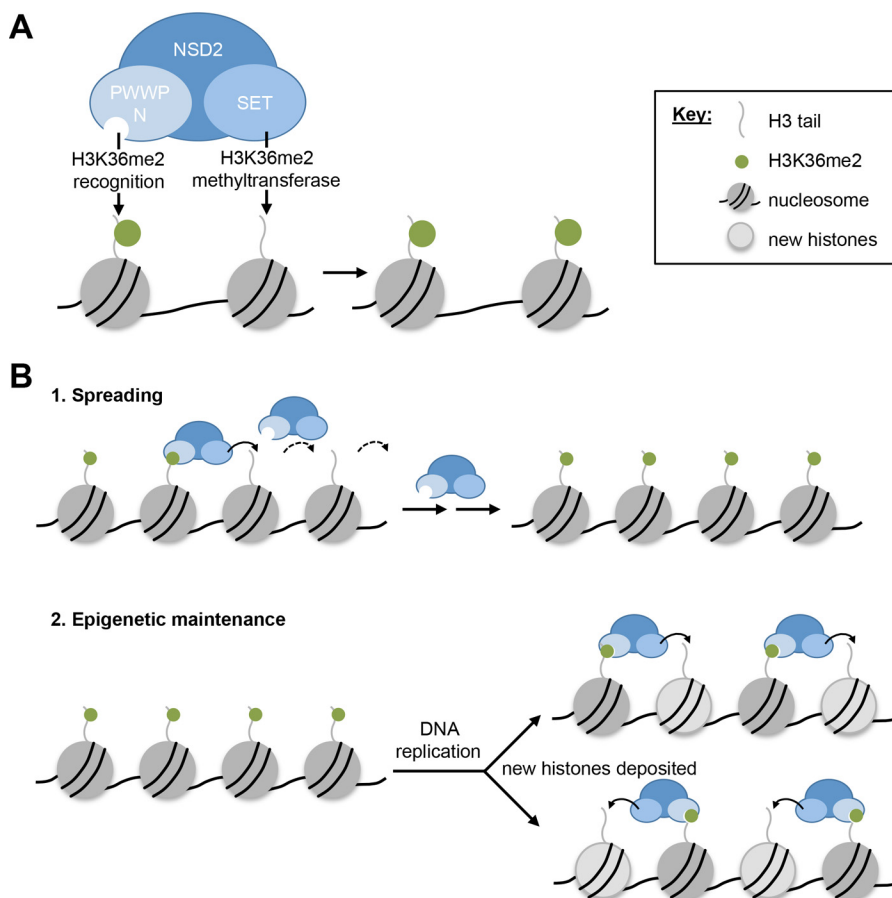 A
NSD2
PWWP
N
SET
H3K36me2
recognition
H3K36me2
methyltransferase
Key:
H3 tail
H3K36me2
nucleosome
new histones
B
1. Spreading
2. Epigenetic maintenance
DNA
replication
new histones deposited